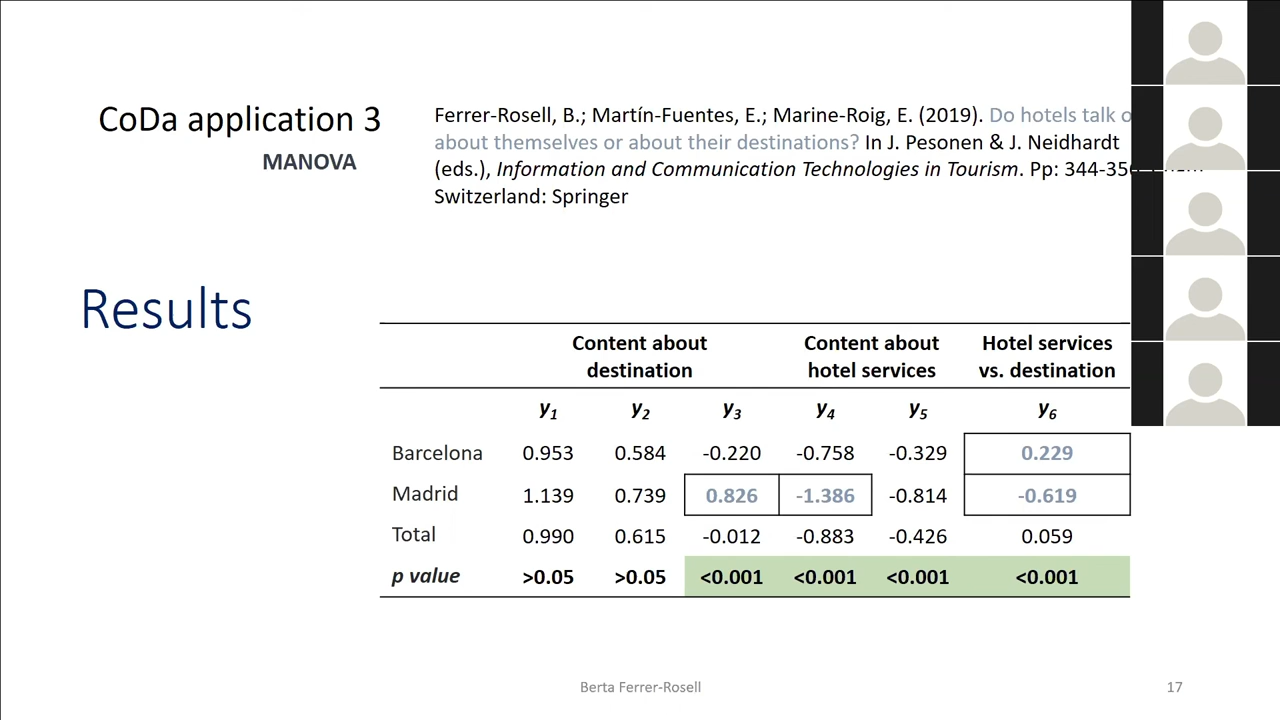 CoDa application 3
MANOVA
Ferrer-Rosell, B.; Martín-Fuentes, E.; Marine-Roig, E. (2019). Do hotels talk
about themselves or about their destinations? In J. Pesonen & J. Neidhardt
(eds.), Information and Communication Technologies in Tourism. Pp: 344-35
Switzerland: Springer
Results
Content about destination Content about hotel services Hotel services vs. destination
y1 y2 y3 y4 y5 y6
Barcelona 0.953 0.584 -0.220 -0.758 -0.329 0.229
Madrid 1.139 0.739 0.826 -1.386 -0.814 -0.619
Total 0.990 0.615 -0.012 -0.883 -0.426 0.059
p value >0.05 >0.05 <0.001 <0.001 <0.001 <0.001
Berta Ferrer-Rosell
17